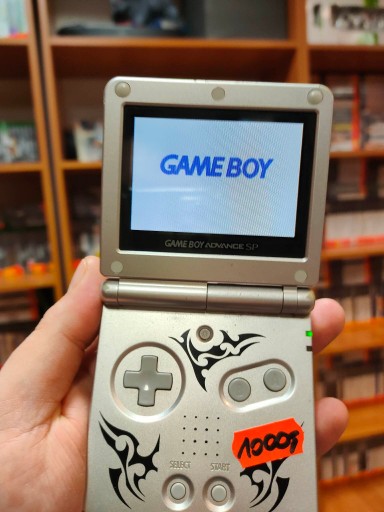 GAME BOY
GAME BOY ADVANCE SP
1000,-
SELECT START